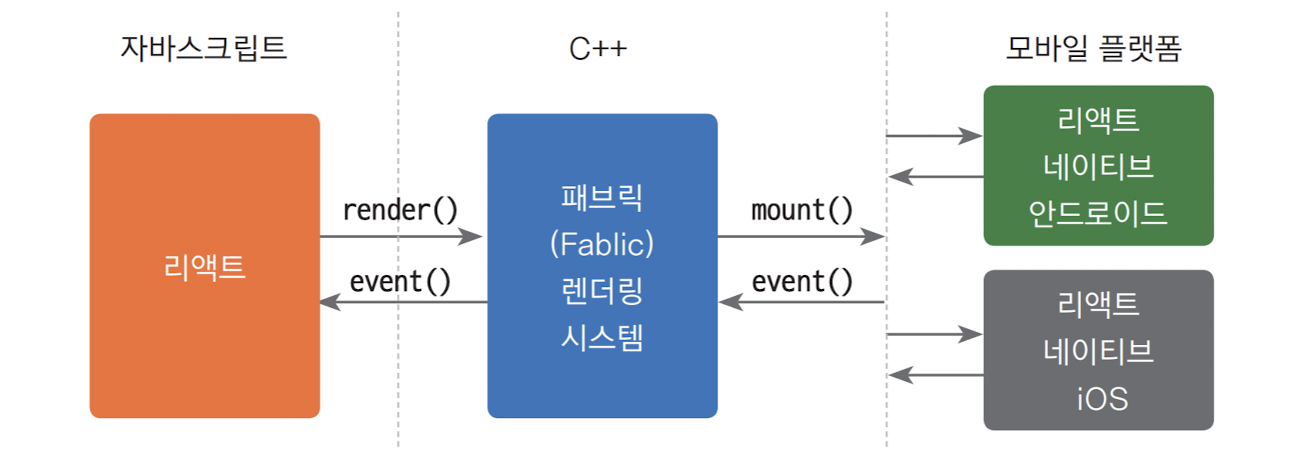 자바스크립트
C++
모바일 플랫폼
리액트
render()
event()
패브릭
(Fablic)
렌더링
시스템
mount()
event()
리액트
네이티브
안드로이드
리액트
네이티브
iOS